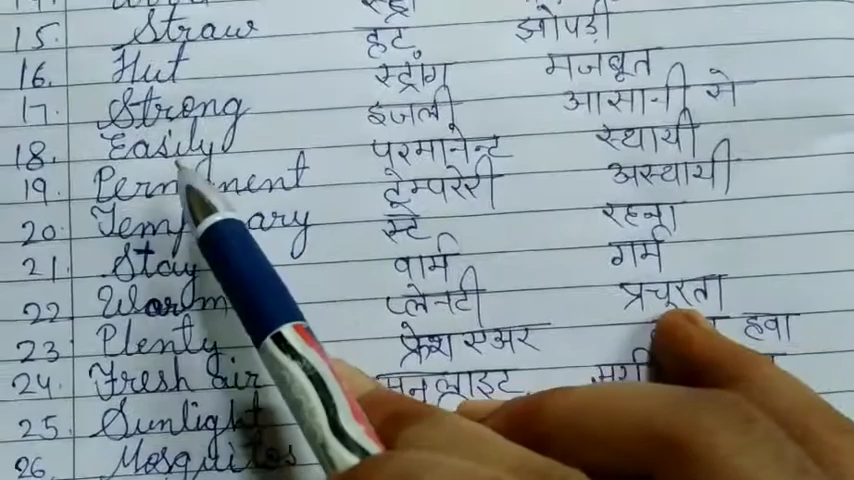 15. Straw
16. Hut हट झोपड़ी
17. Strong स्ट्रांग मजबूत
18. Easily इजली आसानी से
19. Permanent परमानेन्ट स्थायी
20. Temporary टेम्परेरी अस्थायी
21. Stay स्टे रहना
22. Warm वार्म गर्म
23. Plenty प्लेनटी प्रचूरता
24. Fresh air फ्रेश एअर हवा
25. Sunlight सनलाइट
26. Mosquitos